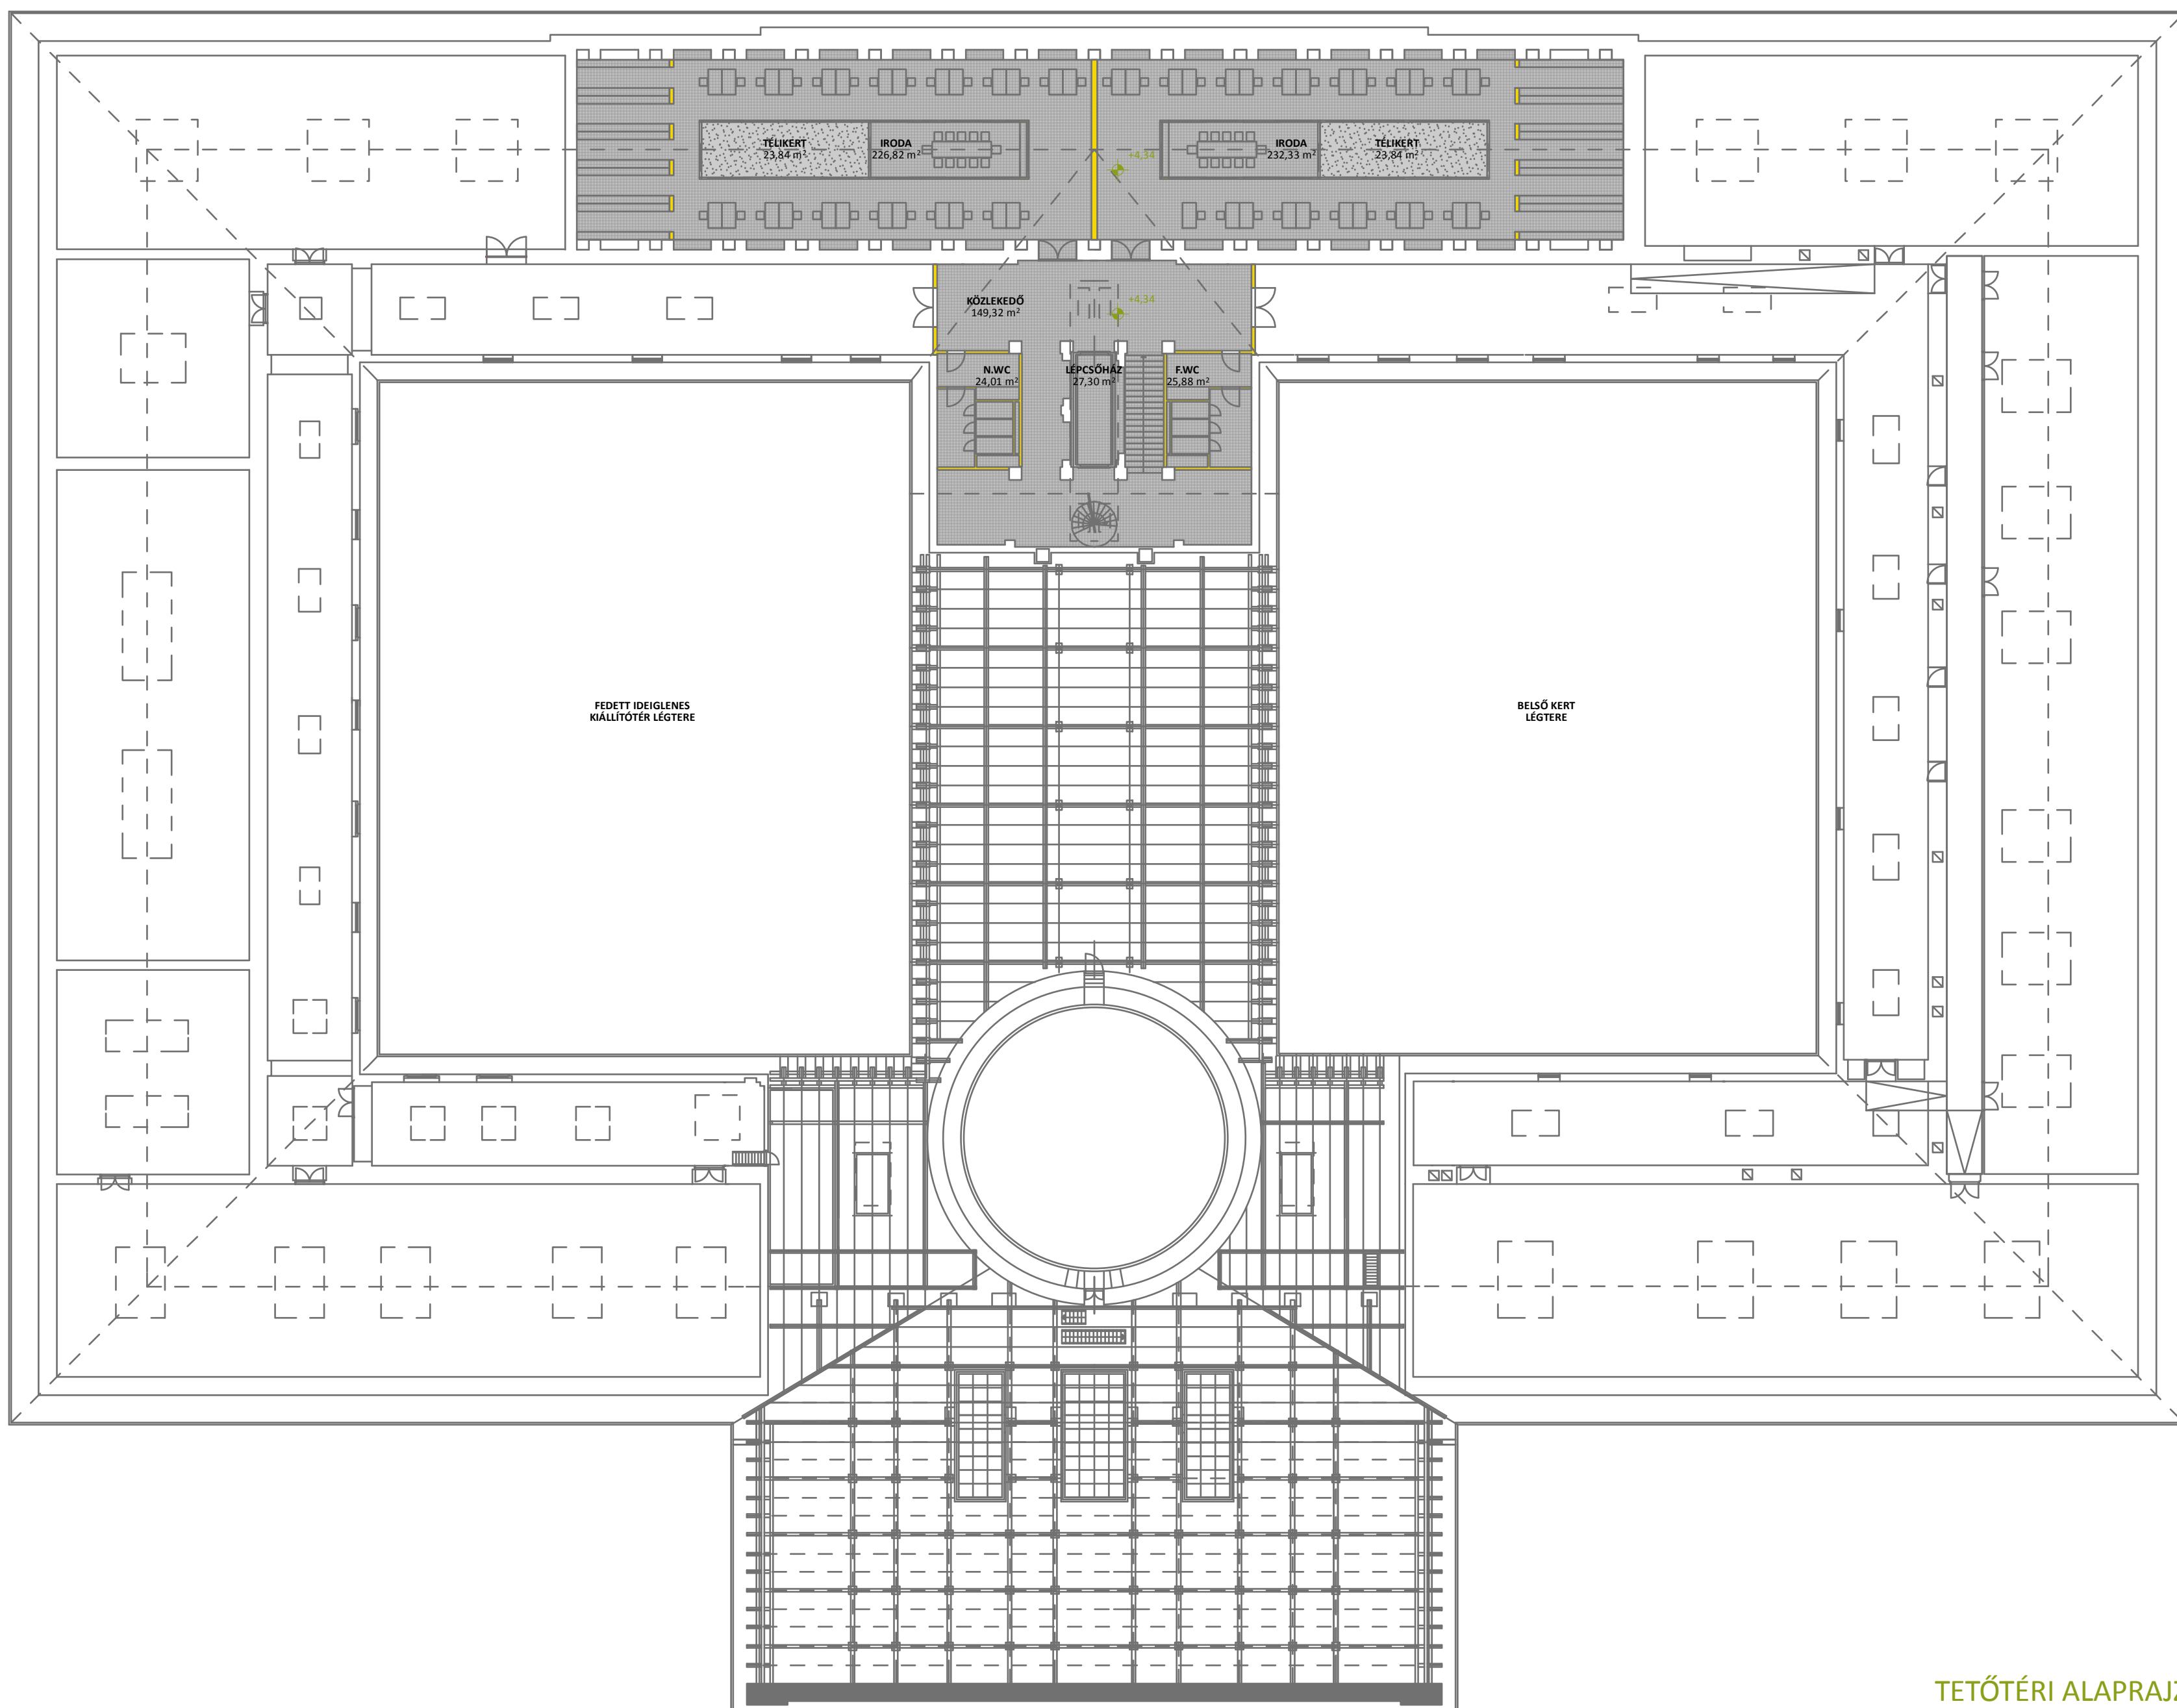 TÉLIKERT
23,84 m²
IRODA
226,82 m²
IRODA
232,33 m²
TÉLIKERT
23,84 m²
+4,34
KÖZLEKEDŐ
149,32 m²
+4,34
N.WC
24,01 m²
LÉPCSŐHÁZ
27,30 m²
F.WC
25,88 m²
FEDETT IDEIGLENES
KIÁLLÍTÓTÉR LÉGTERE
BELSŐ KERT
LÉGTERE
TETŐTÉRI ALAPRAJZ